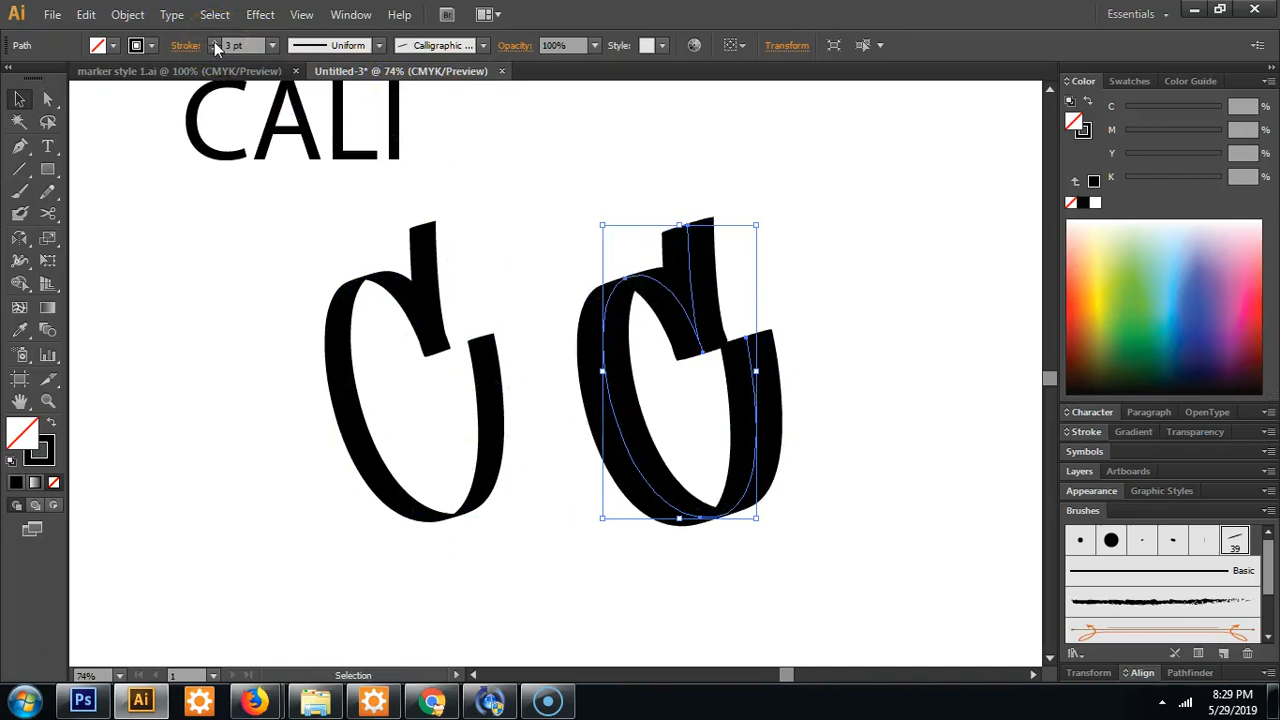 Ai File Edit Object Type Select Effect View Window Help Br Essentials
Path Stroke: 3 pt Uniform Calligraphic ... Opacity: 100% Style: Transform
marker style 1.ai @ 100% (CMYK/Preview) × Untitled-3* @ 74% (CMYK/Preview) ×
CALI
C C
Color Swatches Color Guide
C %
M %
Y %
K %
Character Paragraph OpenType
Stroke Gradient Transparency
Symbols
Layers Artboards
Appearance Graphic Styles
Brushes
39
Basic
Transform Align Pathfinder
74% 1 Selection
Ps Ai
8:29 PM
5/29/2019